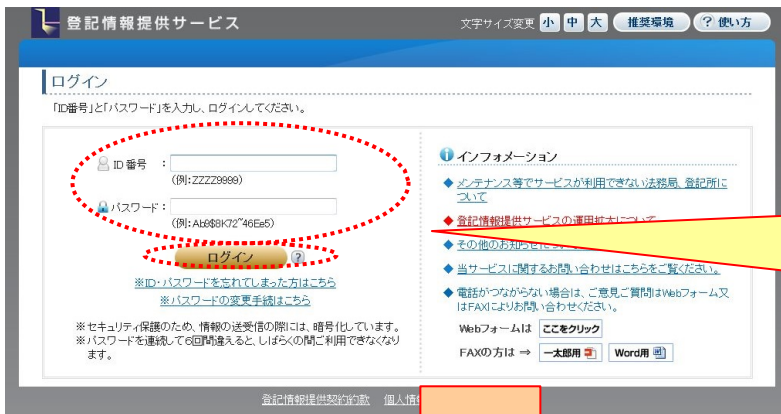 登記情報提供サービス
文字サイズ変更 小 中 大 推奨環境 ? 使い方
ログイン
「ID番号」と「パスワード」を入力し、ログインしてください。
ID番号 :
(例:ZZZZ9999)
パスワード:
(例:Ab9$8K72~46Ee5)
ログイン ?
※ID・パスワードを忘れてしまった方はこちら
※パスワードの変更手続はこちら
※セキュリティ保護のため、情報の送受信の際には、暗号化しています。
※パスワードを連続して6回間違えると、しばらくの間ご利用できなくなり
ます。
インフォメーション
メンテナンス等でサービスが利用できない法務局、登記所に
ついて
登記情報提供サービスの運用拡大について
その他のお知らせ
当サービスに関するお問い合わせはこちらをご覧ください。
電話がつながらない場合は、ご意見ご質問はWebフォーム又
はFAXによりお問い合わせください。
Webフォームは ここをクリック
FAXの方は ⇒ 一太郎用 Word用
登記情報提供契約約款 個人情